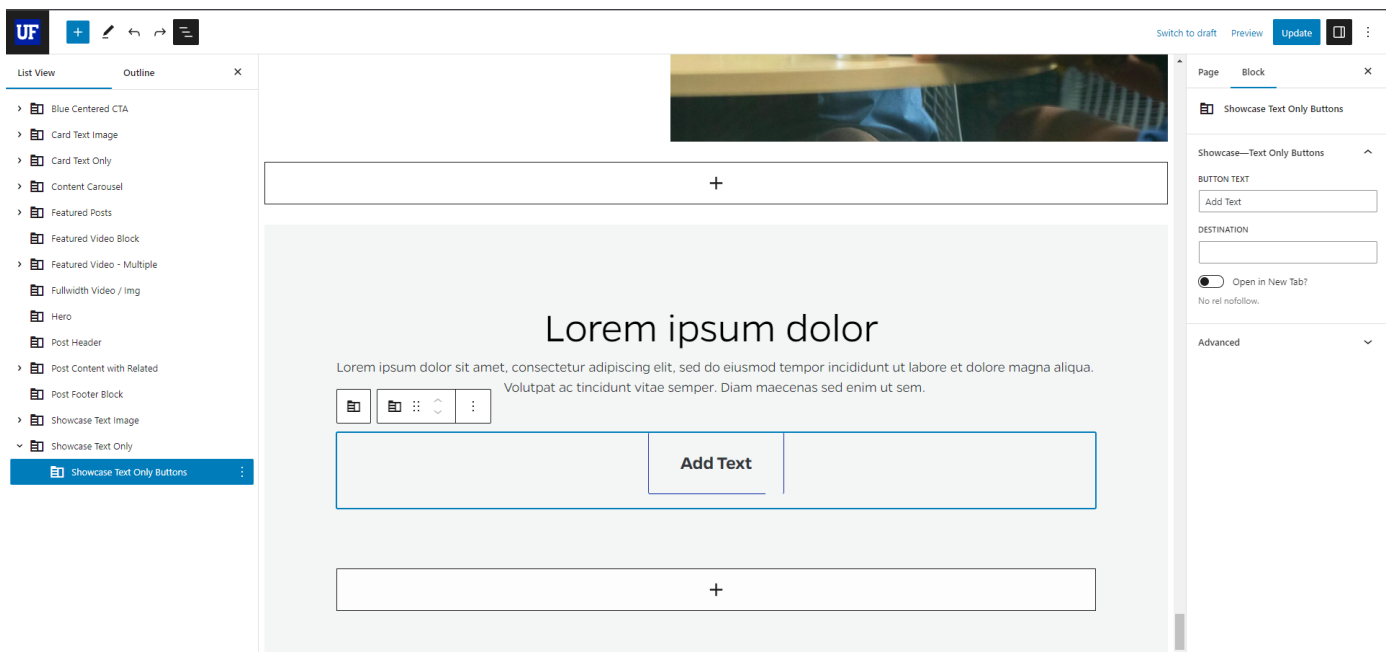 UF
Switch to draft Preview Update
List View Outline
Blue Centered CTA
Card Text Image
Card Text Only
Content Carousel
Featured Posts
Featured Video Block
Featured Video - Multiple
Fullwidth Video / Img
Hero
Post Header
Post Content with Related
Post Footer Block
Showcase Text Image
Showcase Text Only
Showcase Text Only Buttons
Lorem ipsum dolor
Lorem ipsum dolor sit amet, consectetur adipiscing elit, sed do eiusmod tempor incididunt ut labore et dolore magna aliqua.
Volutpat ac tincidunt vitae semper. Diam maecenas sed enim ut sem.
Add Text
Page Block
Showcase Text Only Buttons
Showcase—Text Only Buttons
BUTTON TEXT
Add Text
DESTINATION
Open in New Tab?
No rel nofollow.
Advanced